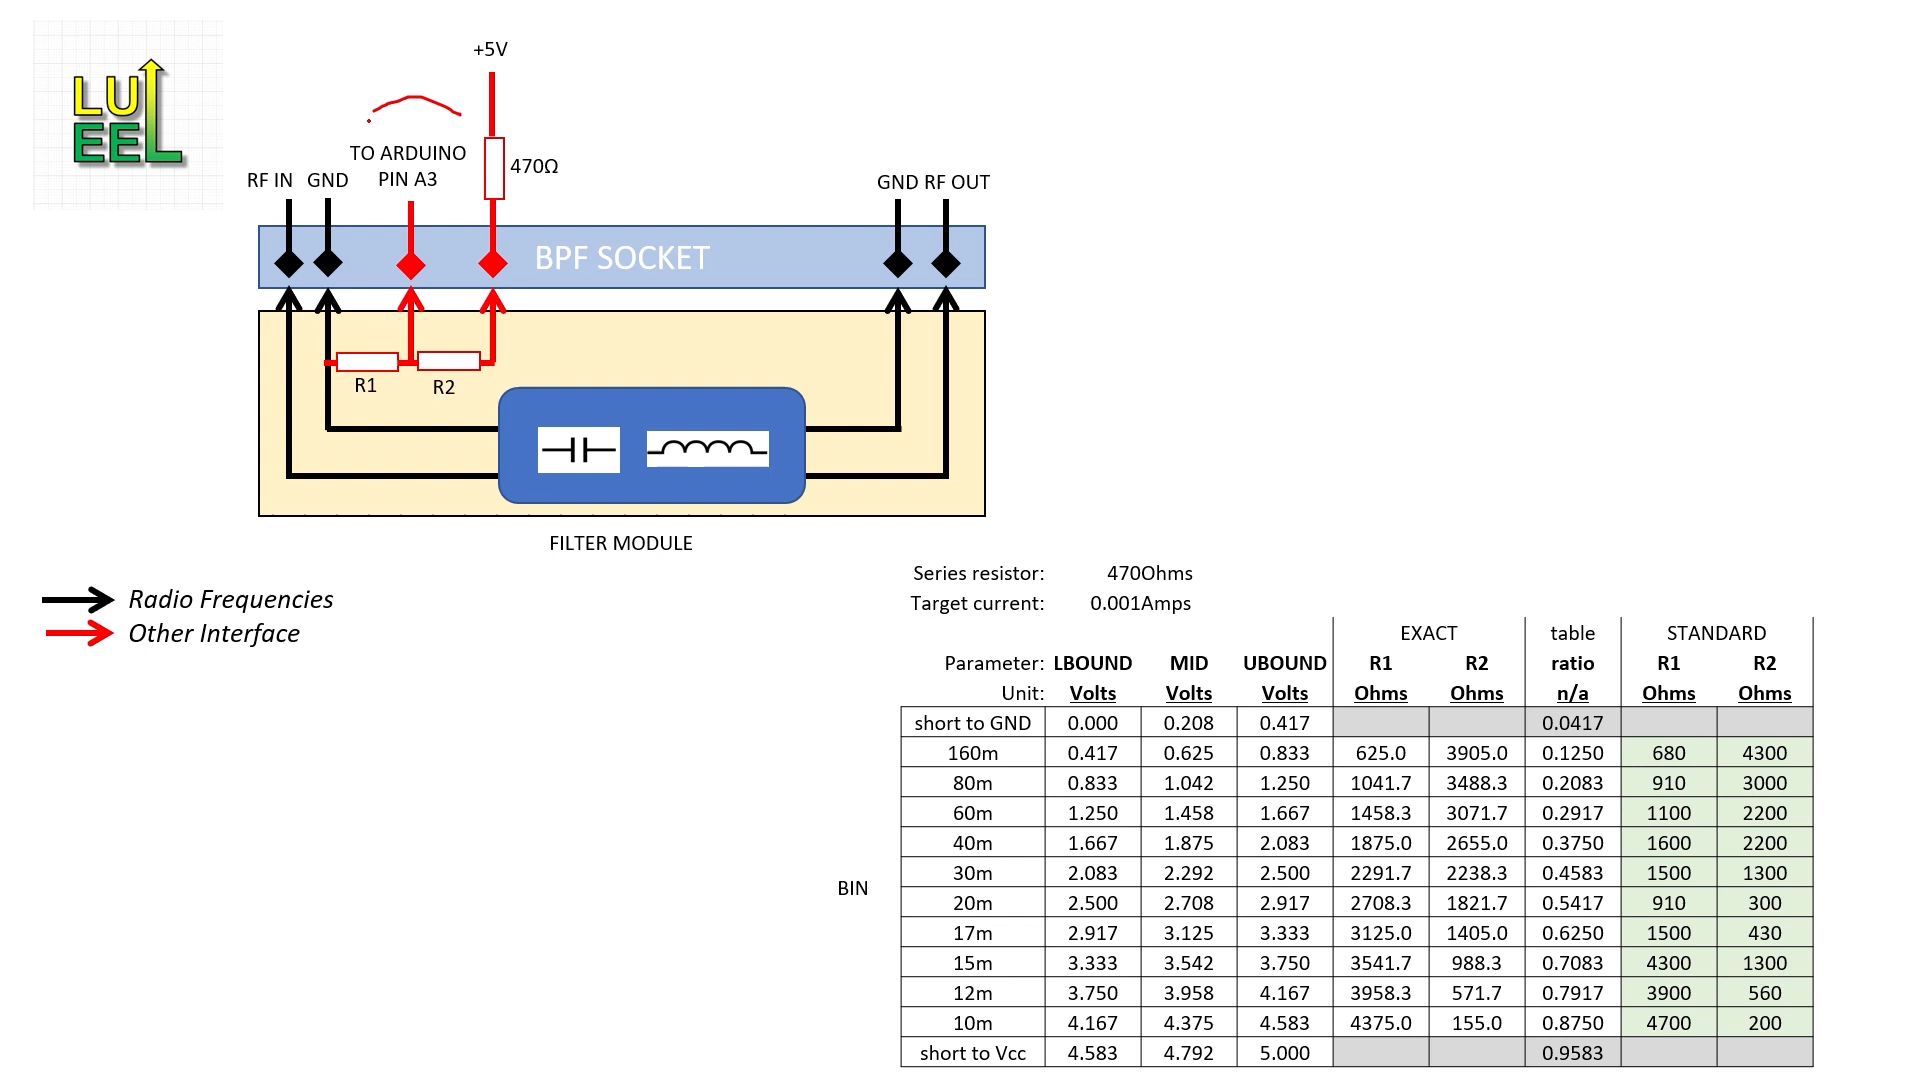 LU
EEL
+5V
TO ARDUINO
PIN A3
470Ω
RF IN GND
GND RF OUT
BPF SOCKET
R1 R2
FILTER MODULE
Radio Frequencies
Other Interface
Series resistor: 470Ohms
Target current: 0.001Amps
EXACT table STANDARD
Parameter: LBOUND MID UBOUND R1 R2 ratio R1 R2
Unit: Volts Volts Volts Ohms Ohms n/a Ohms Ohms
short to GND 0.000 0.208 0.417 0.0417
160m 0.417 0.625 0.833 625.0 3905.0 0.1250 680 4300
80m 0.833 1.042 1.250 1041.7 3488.3 0.2083 910 3000
60m 1.250 1.458 1.667 1458.3 3071.7 0.2917 1100 2200
40m 1.667 1.875 2.083 1875.0 2655.0 0.3750 1600 2200
30m 2.083 2.292 2.500 2291.7 2238.3 0.4583 1500 1300
BIN
20m 2.500 2.708 2.917 2708.3 1821.7 0.5417 910 300
17m 2.917 3.125 3.333 3125.0 1405.0 0.6250 1500 430
15m 3.333 3.542 3.750 3541.7 988.3 0.7083 4300 1300
12m 3.750 3.958 4.167 3958.3 571.7 0.7917 3900 560
10m 4.167 4.375 4.583 4375.0 155.0 0.8750 4700 200
short to Vcc 4.583 4.792 5.000 0.9583